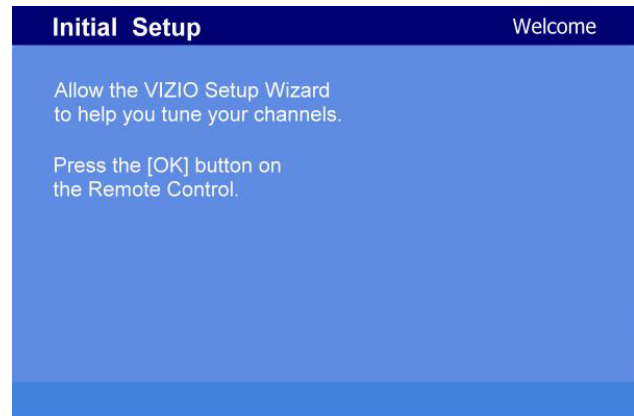 Initial Setup
Welcome
Allow the VIZIO Setup Wizard
to help you tune your channels.
Press the [OK] button on
the Remote Control.